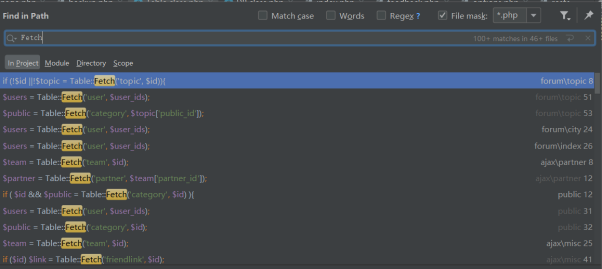 Find in Path Match case Words Regex ? File mask: *.php
Fetch 100+ matches in 46+ files
In Project Module Directory Scope
if (!$id ||!$topic = Table::Fetch('topic', $id)){ forum\topic 8
$users = Table::Fetch('user', $user_ids); forum\topic 51
$public = Table::Fetch('category', $topic['public_id']); forum\topic 53
$users = Table::Fetch('user', $user_ids); forum\city 24
$users = Table::Fetch('user', $user_ids); forum\index 26
$team = Table::Fetch('team', $id); ajax\partner 8
$partner = Table::Fetch('partner', $team['partner_id']); ajax\partner 12
if ( $id && $public = Table::Fetch('category', $id) ){ public 12
$users = Table::Fetch('user', $user_ids); public 31
$public = Table::Fetch('category', $city); public 32
$team = Table::Fetch('team', $id); ajax\misc 25
if ($id) $link = Table::Fetch('friendlink', $id); ajax\misc 41